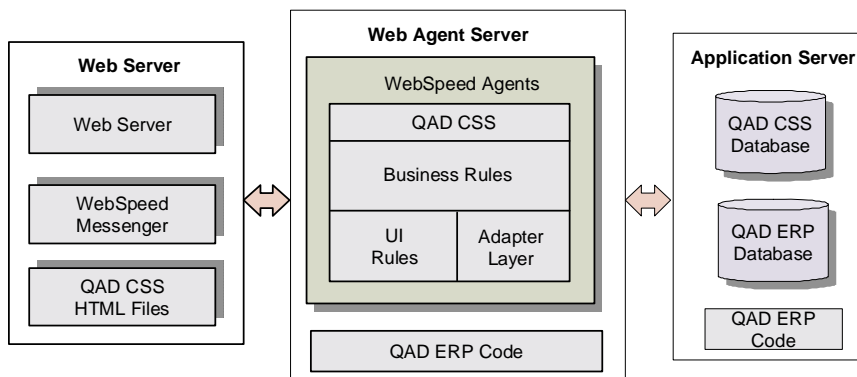 Web Server
Web Server
WebSpeed
Messenger
QAD CSS
HTML Files
Web Agent Server
WebSpeed Agents
QAD CSS
Business Rules
UI
Rules
Adapter
Layer
QAD ERP Code
Application Server
QAD CSS
Database
QAD ERP
Database
QAD ERP
Code